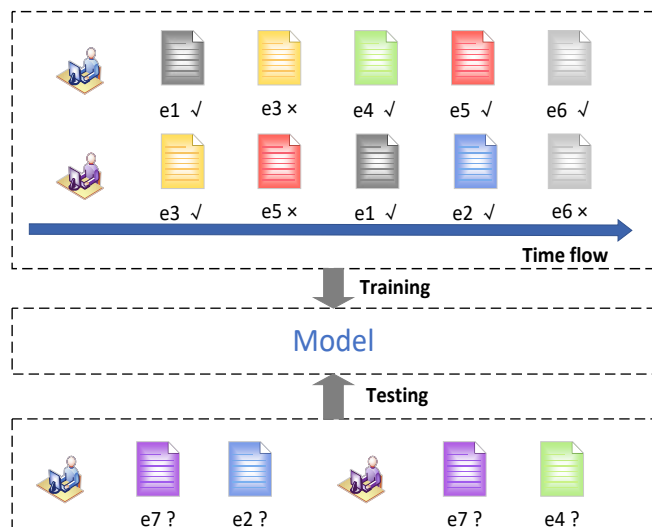 e1 √ e3 × e4 √ e5 √ e6 √
e3 √ e5 × e1 √ e2 √ e6 ×
Time flow
Training
Model
Testing
e7 ? e2 ? e7 ? e4 ?